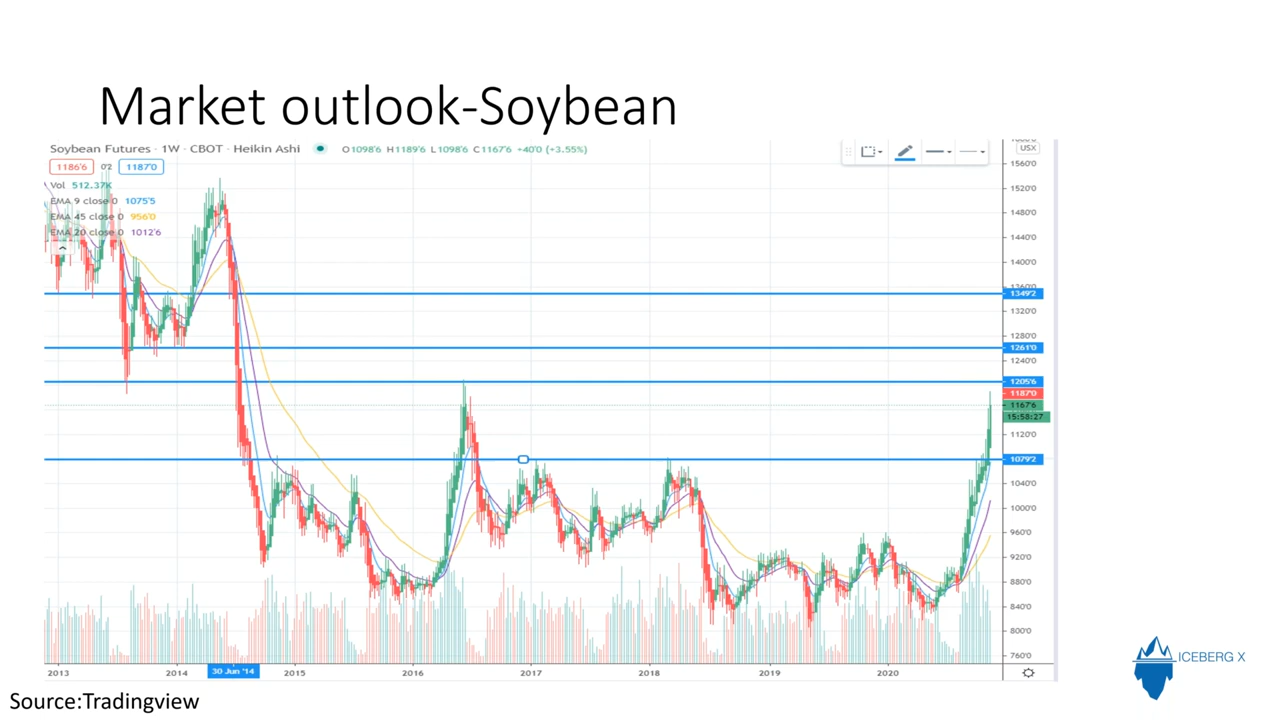 Market outlook-Soybean
Soybean Futures · 1W · CBOT · Heikin Ashi O1098'6 H1189'6 L1098'6 C1167'6 +40'0 (+3.55%)
1186'6 0'2 1187'0
Vol 512.37K
EMA 9 close 0 1075'5
EMA 45 close 0 956'0
EMA 20 close 0 1012'6
USX
1560'0
1520'0
1480'0
1440'0
1400'0
1360'0
1349'2
1320'0
1280'0
1261'0
1240'0
1205'6
1187'0
1167'6
15:58:27
1120'0
1079'2
1040'0
1000'0
960'0
920'0
880'0
840'0
800'0
760'0
2013 2014 30 Jun '14 2015 2016 2017 2018 2019 2020
ICEBERG X
Source:Tradingview